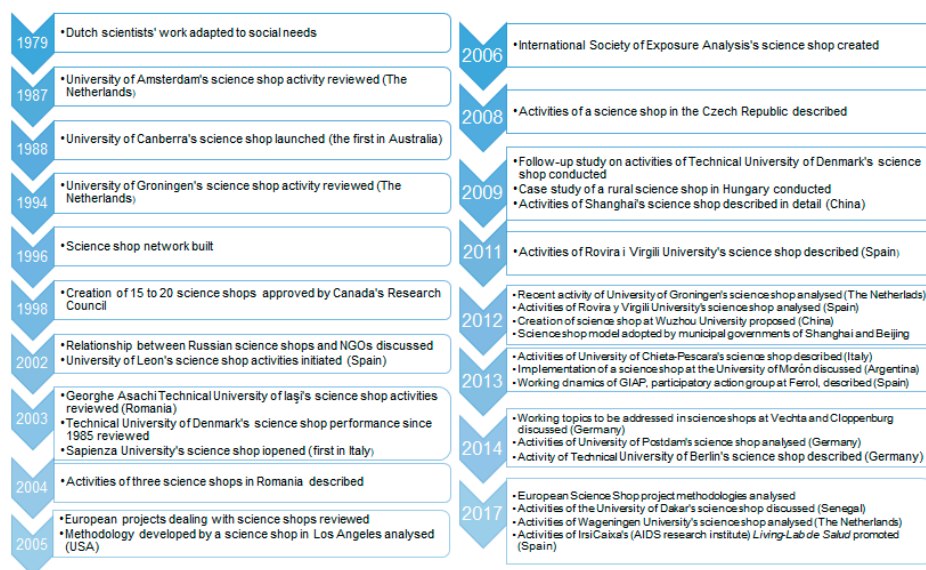 1979
•Dutch scientists' work adapted to social needs
1987
•University of Amsterdam's science shop activity reviewed (The
Netherlands)
1988
•University of Canberra's science shop launched (the first in Australia)
1994
•University of Groningen's science shop activity reviewed (The
Netherlands)
1996
•Science shop network built
1998
•Creation of 15 to 20 science shops approved by Canada's Research
Council
2002
•Relationship between Russian science shops and NGOs discussed
•University of Leon's science shop activities initiated (Spain)
2003
•Georghe Asachi Technical University of Iaşi's science shop activities
reviewed (Romania)
•Technical University of Denmark's science shop performance since
1985 reviewed
•Sapienza University's science shop iopened (first in Italy)
2004
•Activities of three science shops in Romania described
2005
•European projects dealing with science shops reviewed
•Methodology developed by a science shop in Los Angeles analysed
(USA)
2006
•International Society of Exposure Analysis's science shop created
2008
•Activities of a science shop in the Czech Republic described
2009
•Follow-up study on activities of Technical University of Denmark's science
shop conducted
•Case study of a rural science shop in Hungary conducted
•Activities of Shanghai's science shop described in detail (China)
2011
•Activities of Rovira i Virgili University's science shop described (Spain)
2012
•Recent activity of University of Groningen's science shop analysed (The Netherlads)
•Activities of Rovira y Virgili University's science shop analysed (Spain)
•Creation of science shop at Wuzhou University proposed (China)
•Science shop model adopted by municipal governments of Shanghai and Beijing
2013
•Activities of University of Chieta-Pescara's science shop described (Italy)
•Implementation of a science shop at the University of Morón discussed (Argentina)
•Working dnamics of GIAP, participatory action group at Ferrol, described (Spain)
2014
•Working topics to be addressed in science shops at Vechta and Cloppenburg
discussed (Germany)
•Activities of University of Postdam's science shop analysed (Germany)
•Activity of Technical University of Berlin's science shop described (Germany)
2017
•European Science Shop project methodologies analysed
•Activities of the University of Dakar's science shop discussed (Senegal)
•Activities of Wageningen University's science shop analysed (The Netherlands)
•Activities of IrsiCaixa's (AIDS research institute) Living-Lab de Salud promoted
(Spain)